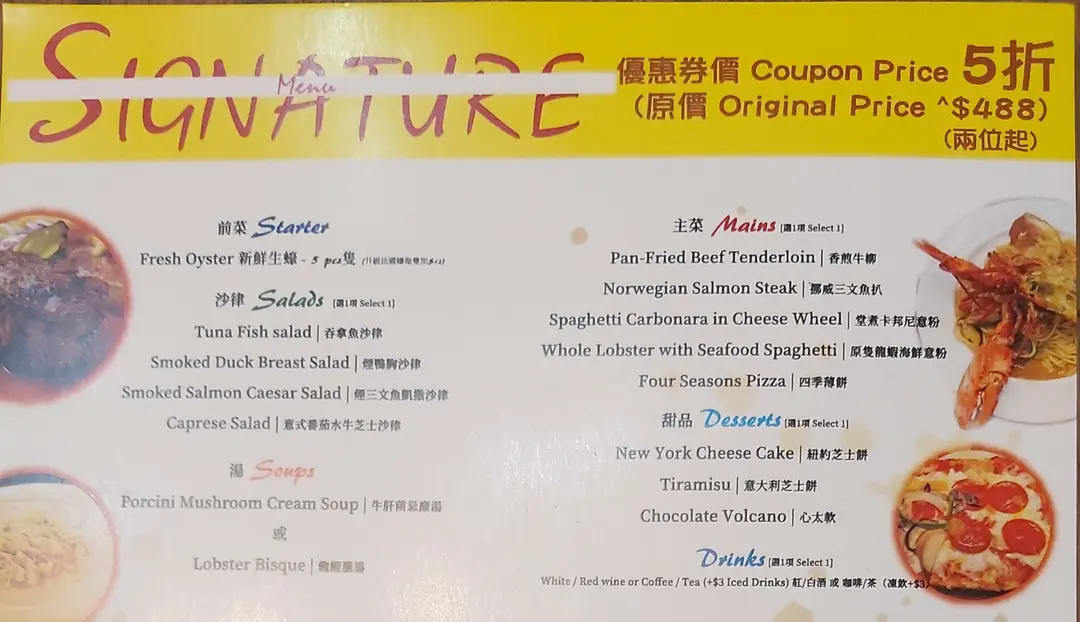 SIGNATURE
Menu
優惠券價 Coupon Price 5折
(原價 Original Price ^$488)
(兩位起)
前菜 Starter
Fresh Oyster 新鮮生蠔 - 5 pcs隻
沙律 Salads [選1項 Select 1]
Tuna Fish salad | 吞拿魚沙律
Smoked Duck Breast Salad | 煙鴨胸沙律
Smoked Salmon Caesar Salad | 煙三文魚凱撒沙律
Caprese Salad | 意式番茄水牛芝士沙律
湯 Soups
Porcini Mushroom Cream Soup | 牛肝菌忌廉湯
或
Lobster Bisque | 龍蝦濃湯
主菜 Mains [選1項 Select 1]
Pan-Fried Beef Tenderloin | 香煎牛柳
Norwegian Salmon Steak | 挪威三文魚扒
Spaghetti Carbonara in Cheese Wheel | 堂煮卡邦尼意粉
Whole Lobster with Seafood Spaghetti | 原隻龍蝦海鮮意粉
Four Seasons Pizza | 四季薄餅
甜品 Desserts [選1項 Select 1]
New York Cheese Cake | 紐約芝士餅
Tiramisu | 意大利芝士餅
Chocolate Volcano | 心太軟
Drinks [選1項 Select 1]
White / Red wine or Coffee / Tea (+$3 Iced Drinks) 紅/白酒 或 咖啡/茶 (凍飲+$3)